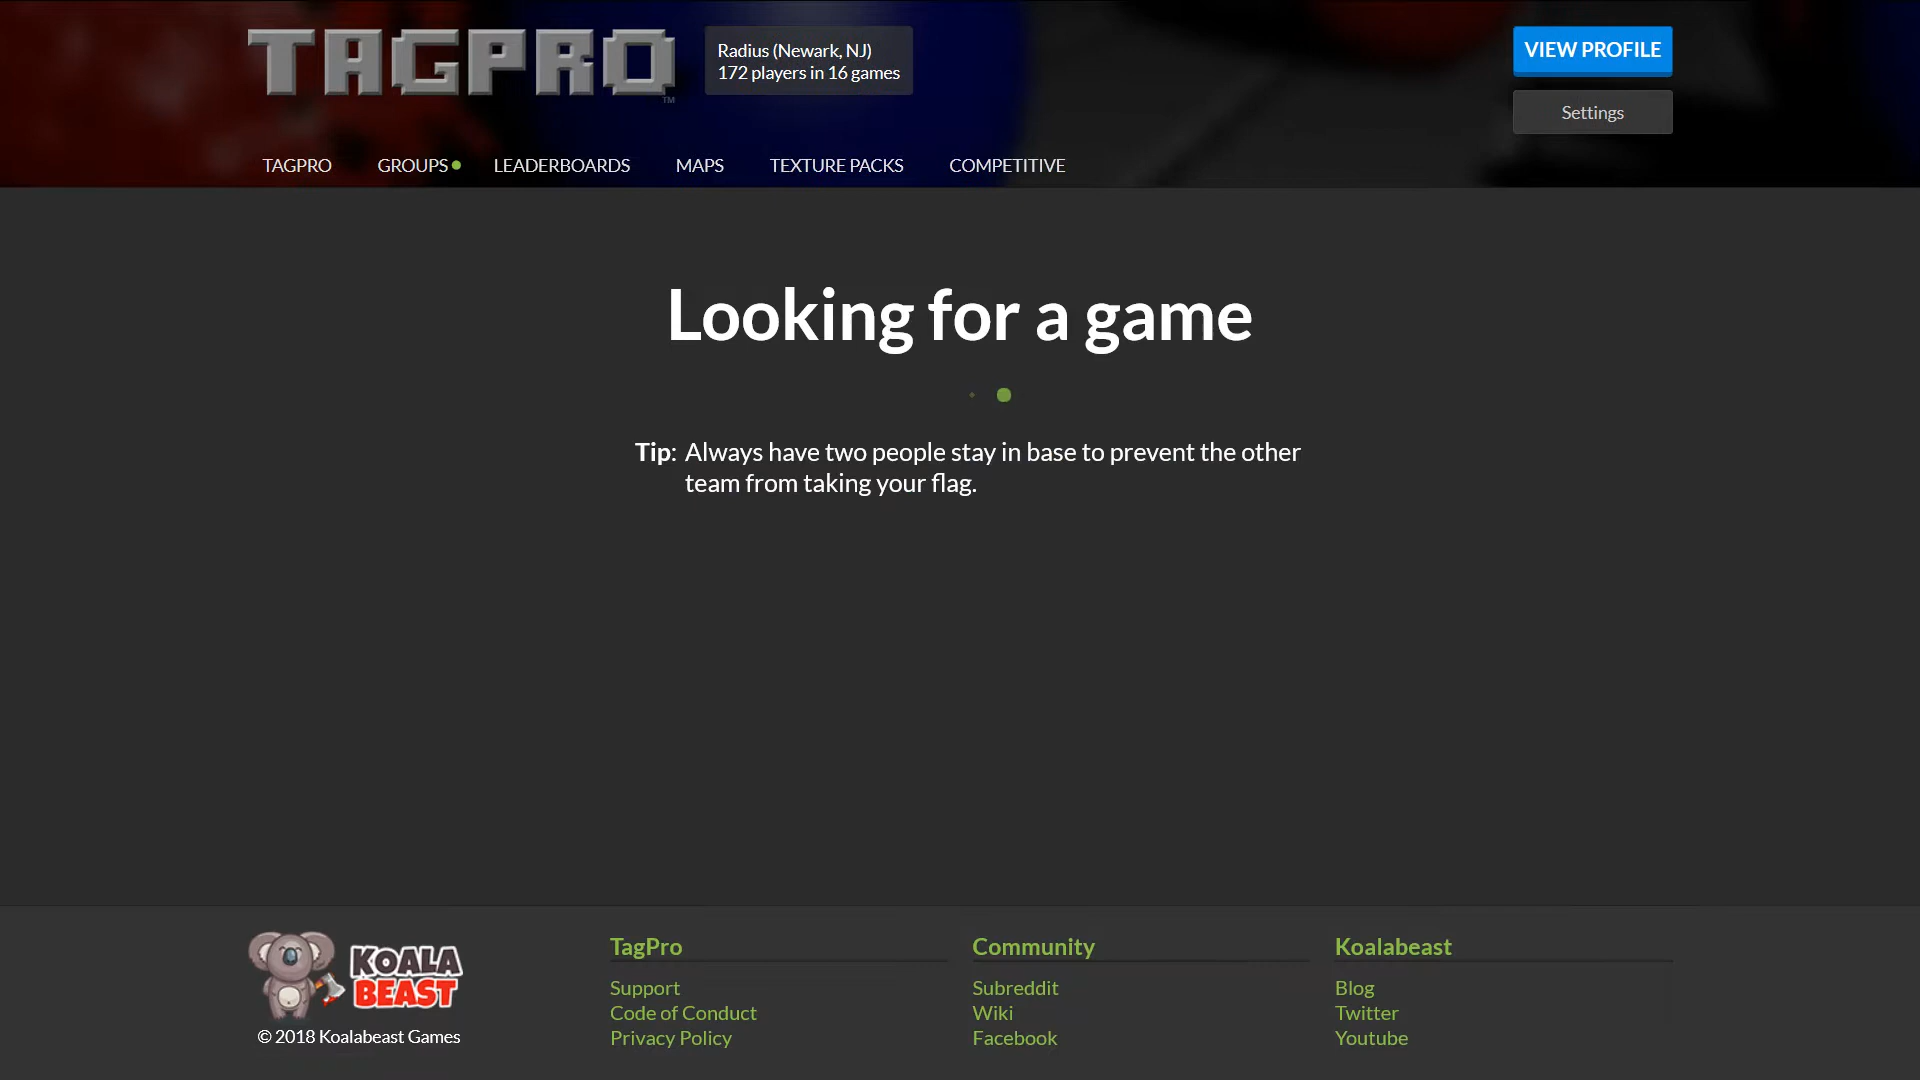 TAGPRO™
Radius (Newark, NJ)
172 players in 16 games
VIEW PROFILE
Settings
TAGPRO GROUPS LEADERBOARDS MAPS TEXTURE PACKS COMPETITIVE
Looking for a game
Tip: Always have two people stay in base to prevent the other
team from taking your flag.
KOALA
BEAST
© 2018 Koalabeast Games
TagPro
Support
Code of Conduct
Privacy Policy
Community
Subreddit
Wiki
Facebook
Koalabeast
Blog
Twitter
Youtube